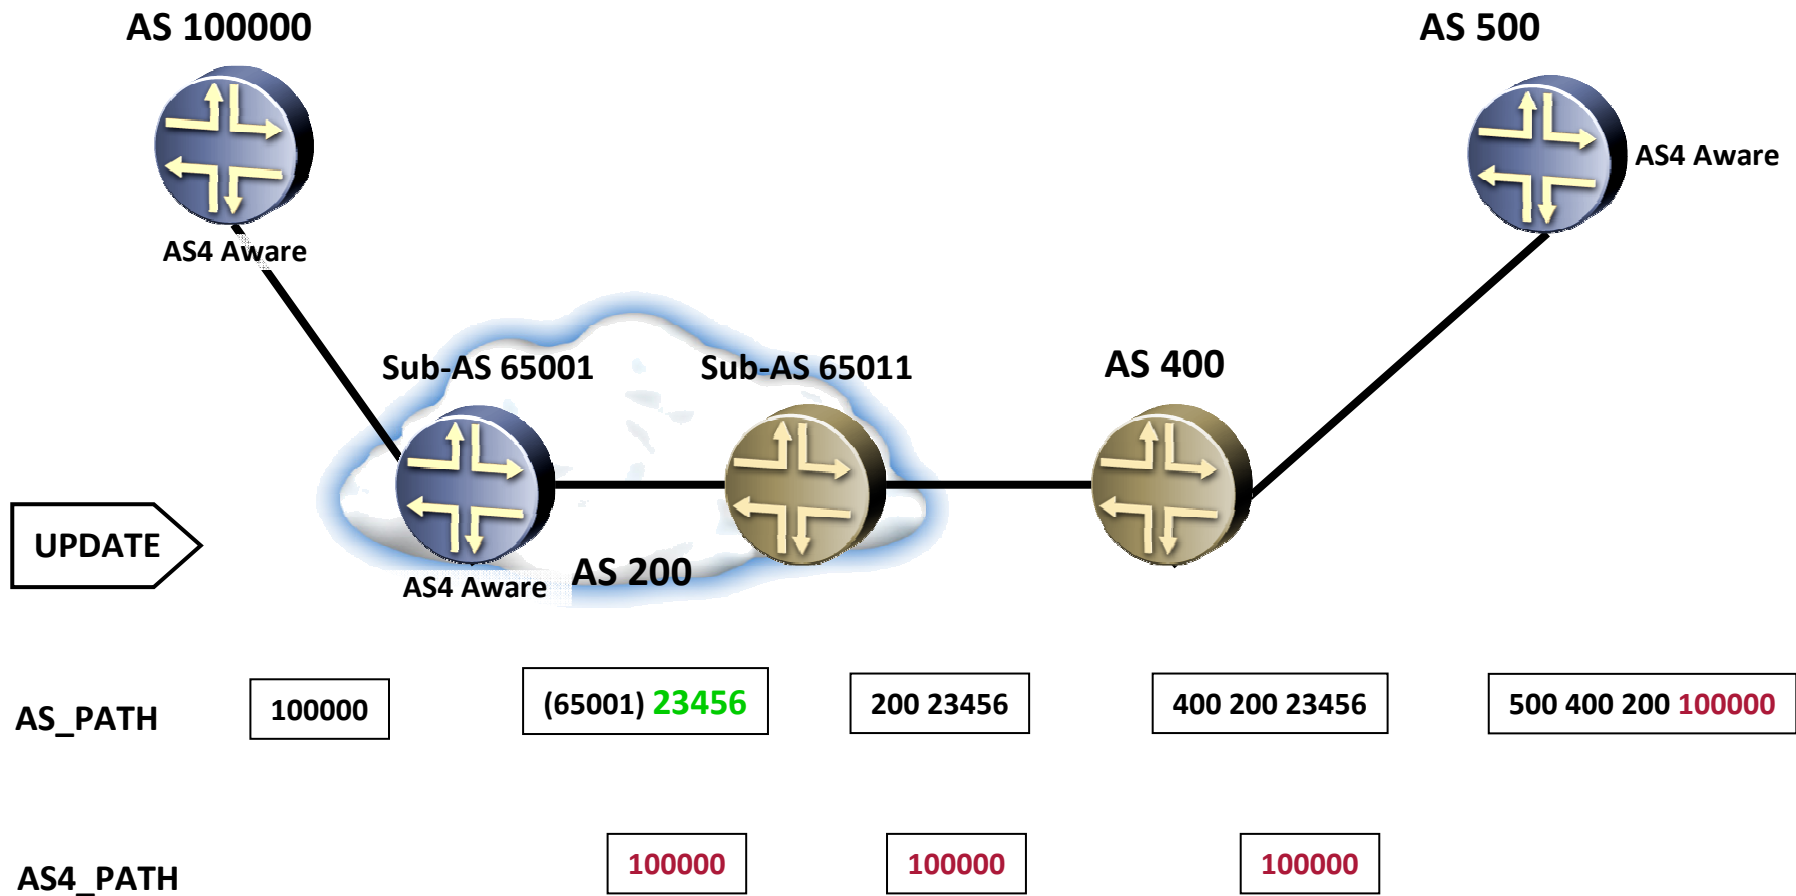 AS 100000
AS 500
AS4 Aware
AS4 Aware
Sub-AS 65001
Sub-AS 65011
AS 400
UPDATE
AS 200
AS4 Aware
AS_PATH
100000
(65001) 23456
200 23456
400 200 23456
500 400 200 100000
AS4_PATH
100000
100000
100000